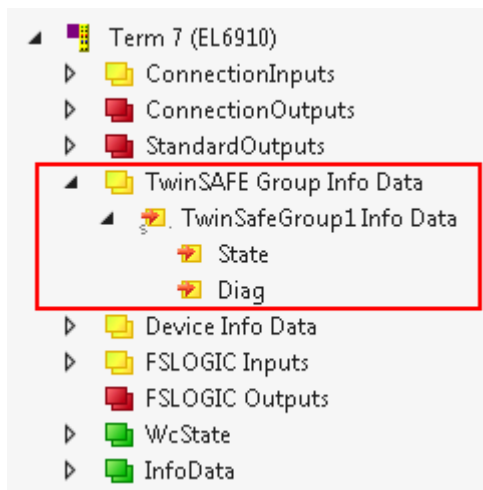 Term 7 (EL6910)
ConnectionInputs
ConnectionOutputs
StandardOutputs
TwinSAFE Group Info Data
TwinSafeGroup1 Info Data
State
Diag
Device Info Data
FSLOGIC Inputs
FSLOGIC Outputs
WcState
InfoData